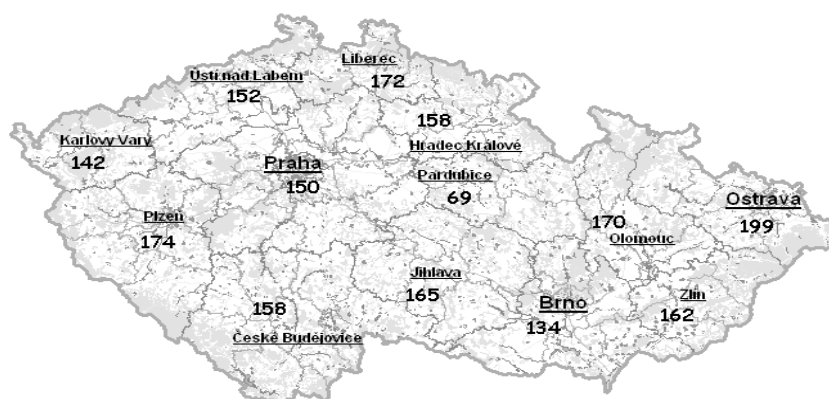 Liberec
172
Ústí nad Labem
152
158
Hradec Králové
Karlovy Vary
142
Praha
150
Pardubice
69
Ostrava
199
Plzeň
174
170
Olomouc
Jihlava
165
Zlín
162
Brno
134
158
České Budějovice